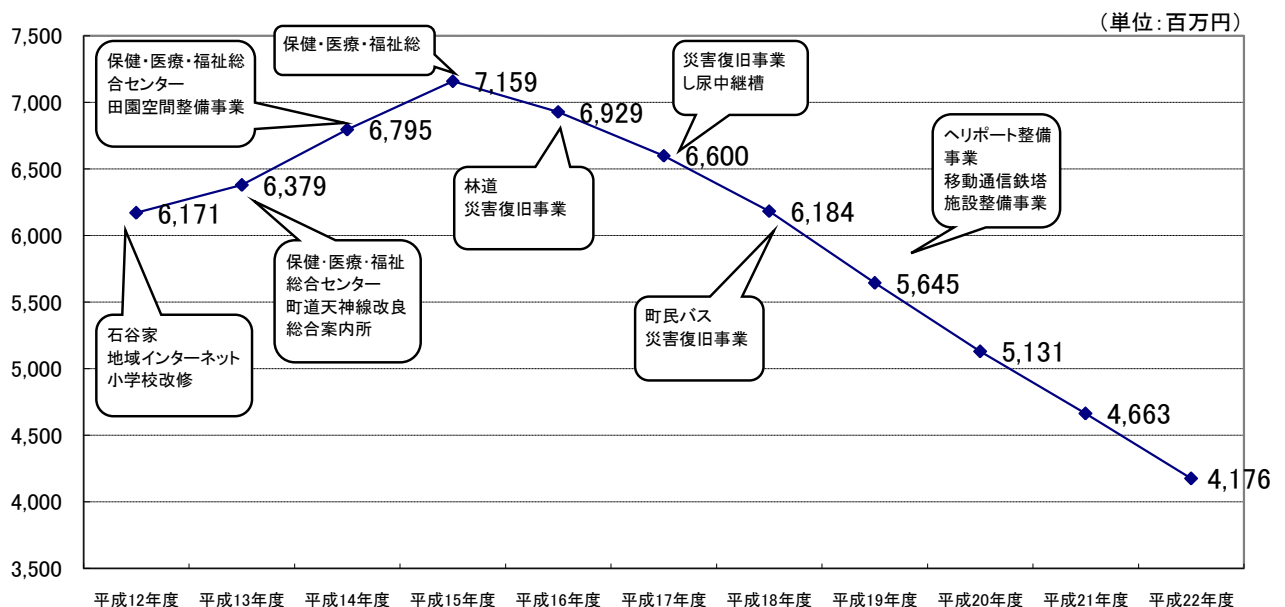 （単位：百万円）
7,500
7,000
6,500
6,000
5,500
5,000
4,500
4,000
3,500
保健・医療・福祉総
合センター
田園空間整備事業
保健・医療・福祉総
災害復旧事業
し尿中継槽
ヘリポート整備
事業
移動通信鉄塔
施設整備事業
林道
災害復旧事業
保健・医療・福祉
総合センター
町道天神線改良
総合案内所
石谷家
地域インターネット
小学校改修
町民バス
災害復旧事業
6,171
6,379
6,795
7,159
6,929
6,600
6,184
5,645
5,131
4,663
4,176
平成12年度 平成13年度 平成14年度 平成15年度 平成16年度 平成17年度 平成18年度 平成19年度 平成20年度 平成21年度 平成22年度